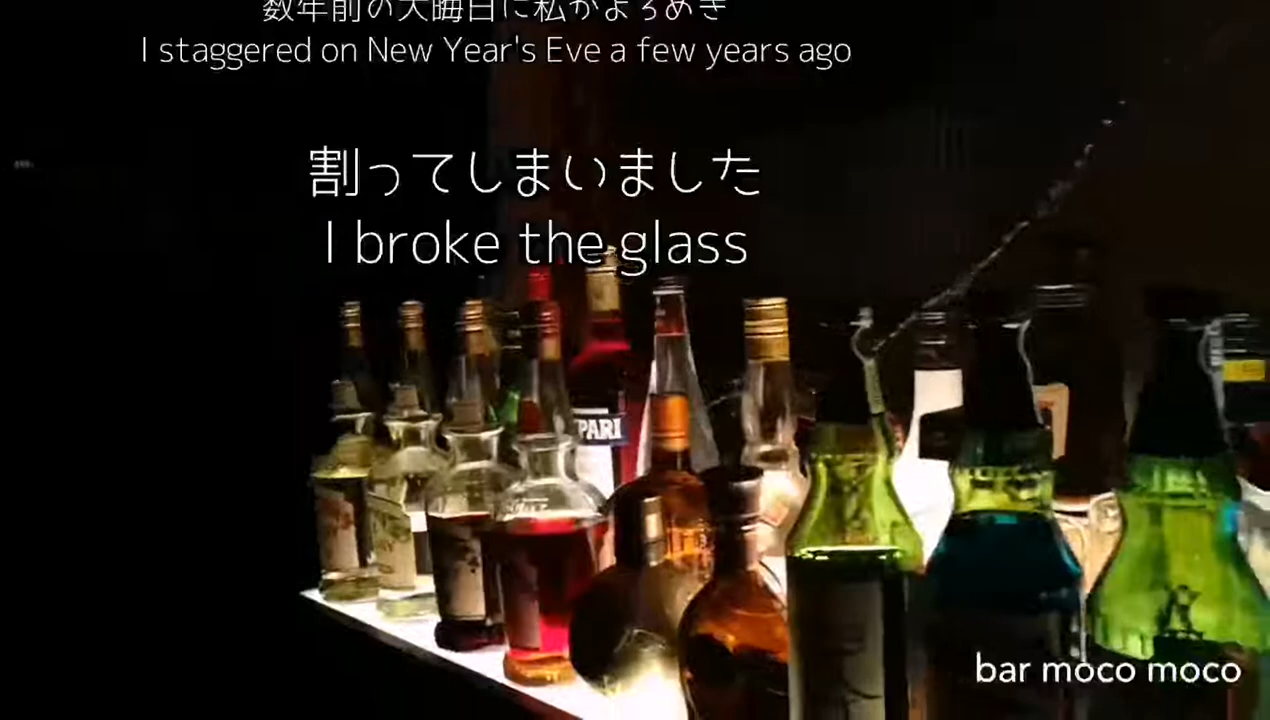 数年前の大晦日に私がよろめき
I staggered on New Year's Eve a few years ago
割ってしまいました
I broke the glass
PARI
bar moco moco